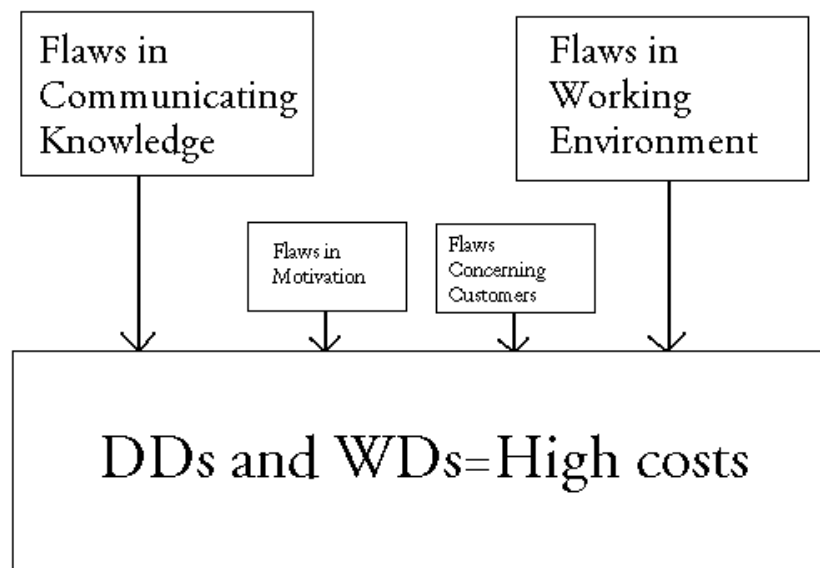 Flaws in
Communicating
Knowledge
Flaws in
Working
Environment
Flaws in
Motivation
Flaws
Concerning
Customers
DDs and WDs=High costs